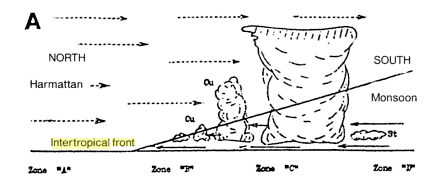 A
NORTH
SOUTH
Harmattan
Cu
Monsoon
Cu
St
Intertropical front
Zone "A" Zone "B" Zone "C" Zone "D"